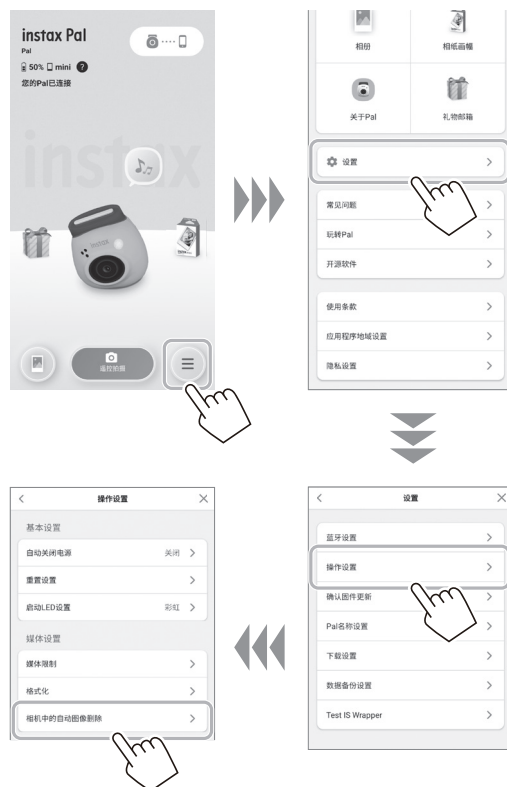 instax Pal
Pal
50% mini ?
您的Pal已连接
instax
遥控拍摄
相册
相纸画幅
关于Pal
礼物邮箱
设置
常见问题
玩转Pal
开源软件
使用条款
应用程序地域设置
隐私设置
设置
蓝牙设置
操作设置
确认固件更新
Pal名称设置
下载设置
数据备份设置
Test IS Wrapper
操作设置
基本设置
自动关闭电源 关闭
重置设置
启动LED设置 彩虹
媒体设置
媒体限制
格式化
相机中的自动图像删除